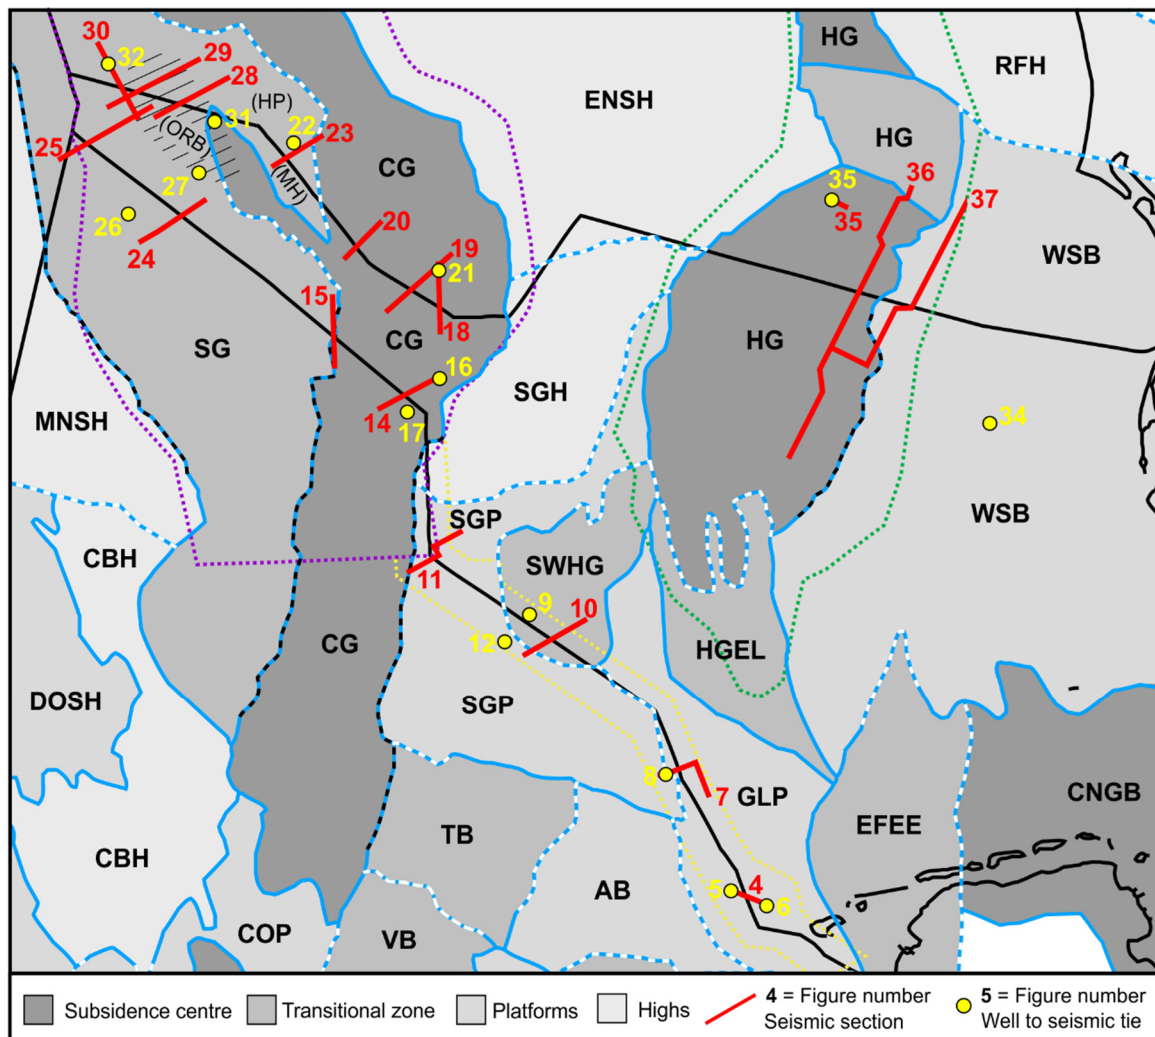 30
32
29
28
(HP)
31
22
23
25
(ORB)
(MH)
27
26
24
CG
20
19
21
15
18
SG
CG
16
14
17
MNSH
ENSH
HG
RFH
HG
35
36
35
37
WSB
HG
SGH
34
WSB
CBH
SGP
11
SWHG
9
10
12
CG
HGEL
DOSH
SGP
8
7
GLP
CNGB
EFEE
TB
CBH
AB
5
4
6
COP
VB
Subsidence centre
Transitional zone
Platforms
Highs
4 = Figure number
Seismic section
5 = Figure number
Well to seismic tie